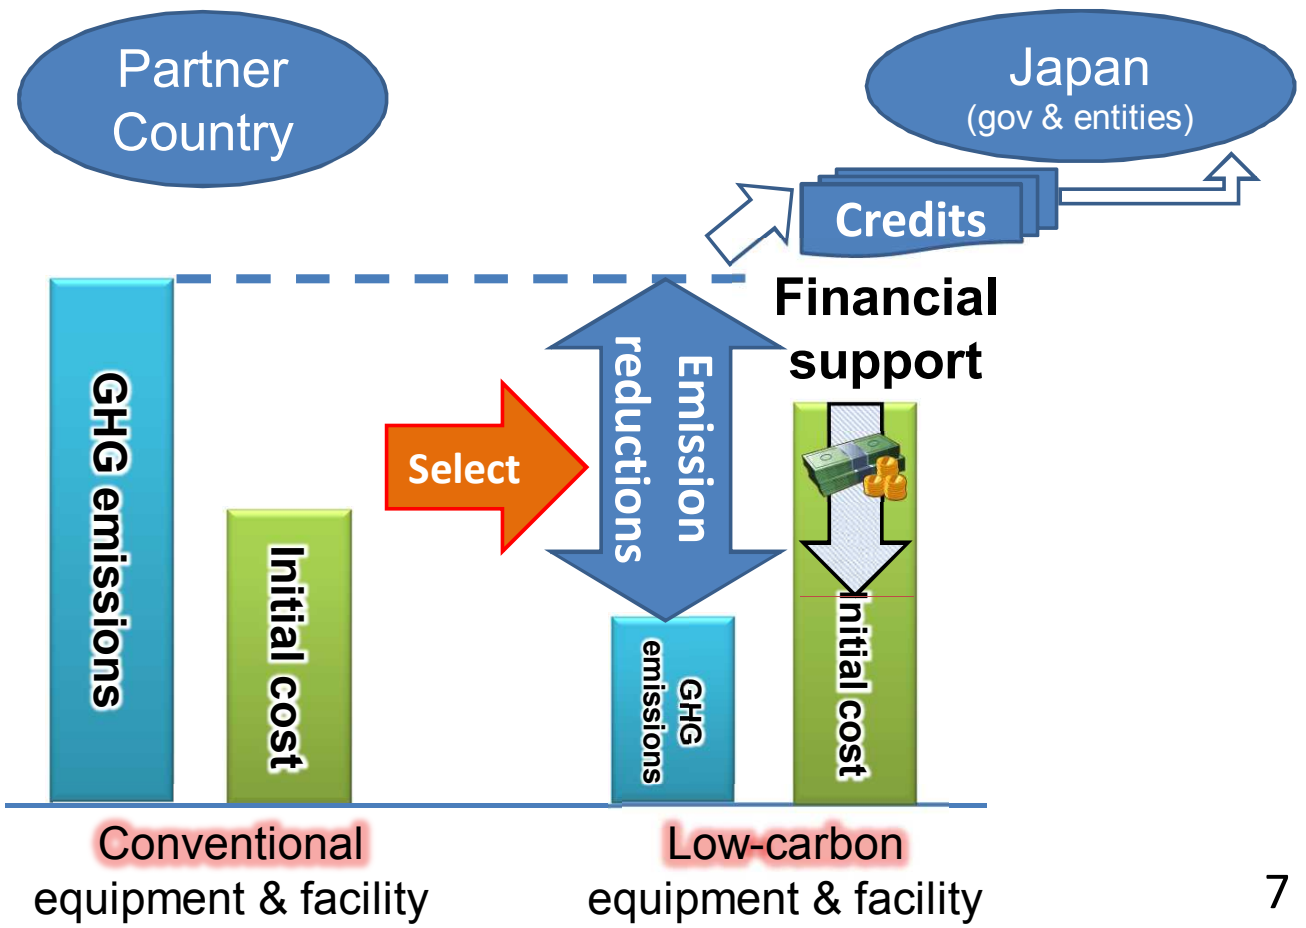 Partner
Country
Japan
(gov & entities)
Credits
Financial
support
GHG emissions
Initial cost
Select
Emission
reductions
GHG
emissions
Initial cost
Conventional
equipment & facility
Low-carbon
equipment & facility
7